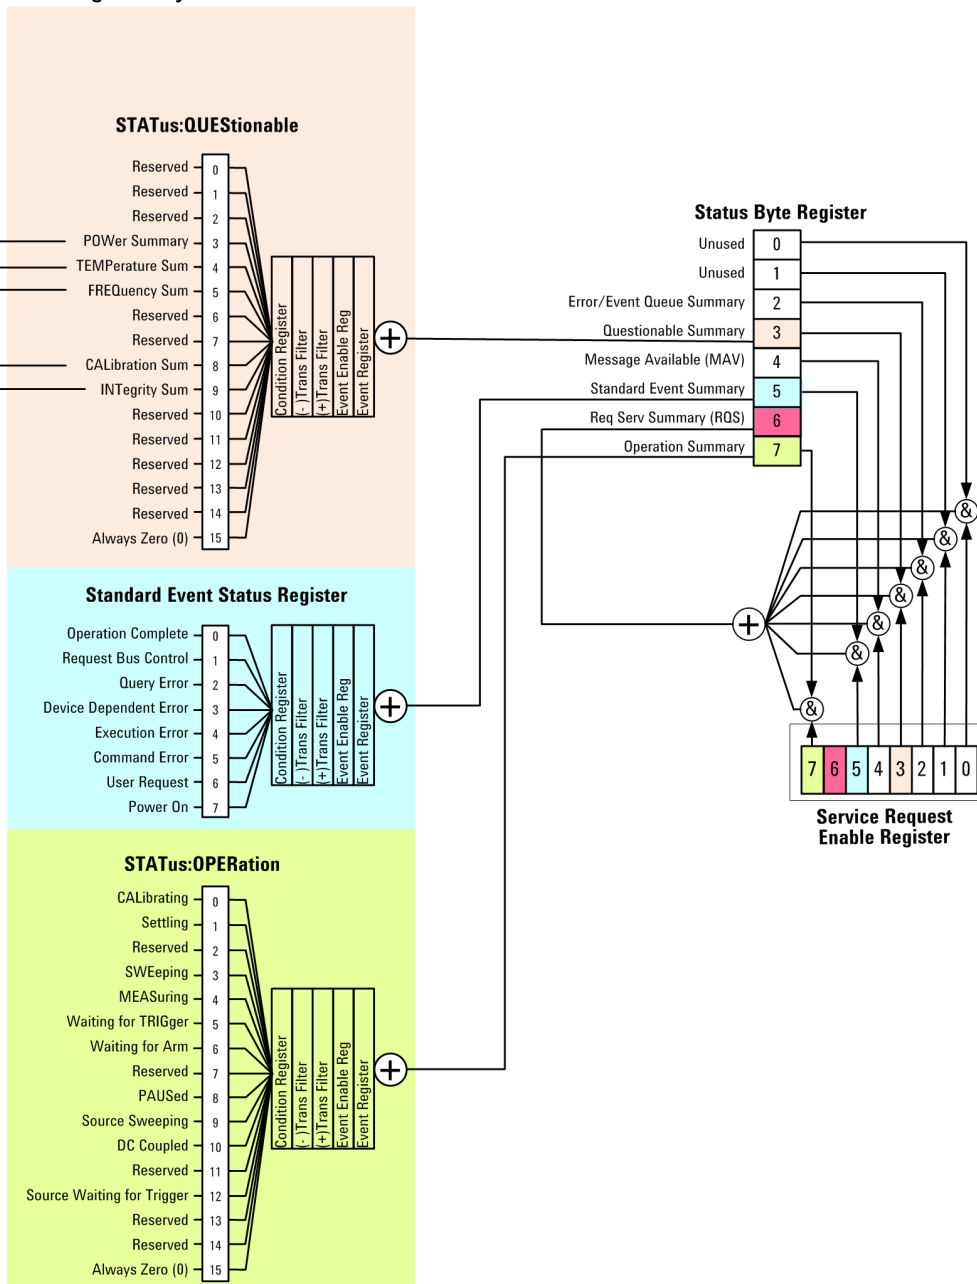 STATus:QUEStionable
Reserved 0
Reserved 1
Reserved 2
POWer Summary 3
TEMPerature Sum 4
FREQuency Sum 5
Reserved 6
Reserved 7
CALibration Sum 8
INTegrity Sum 9
Reserved 10
Reserved 11
Reserved 12
Reserved 13
Reserved 14
Always Zero (0) 15
Condition Register
(- )Trans Filter
(+)Trans Filter
Event Enable Reg
Event Register
+
Standard Event Status Register
Operation Complete 0
Request Bus Control 1
Query Error 2
Device Dependent Error 3
Execution Error 4
Command Error 5
User Request 6
Power On 7
Condition Register
(- )Trans Filter
(+)Trans Filter
Event Enable Reg
Event Register
+
STATus:OPERation
CALibrating 0
Settling 1
Reserved 2
SWEeping 3
MEASuring 4
Waiting for TRIGger 5
Waiting for Arm 6
Reserved 7
PAUSed 8
Source Sweeping 9
DC Coupled 10
Reserved 11
Source Waiting for Trigger 12
Reserved 13
Reserved 14
Always Zero (0) 15
Condition Register
(- )Trans Filter
(+)Trans Filter
Event Enable Reg
Event Register
+
Status Byte Register
Unused 0
Unused 1
Error/Event Queue Summary 2
Questionable Summary 3
Message Available (MAV) 4
Standard Event Summary 5
Req Serv Summary (RQS) 6
Operation Summary 7
&
&
&
&
+
&
&
&
7 6 5 4 3 2 1 0
Service Request
Enable Register